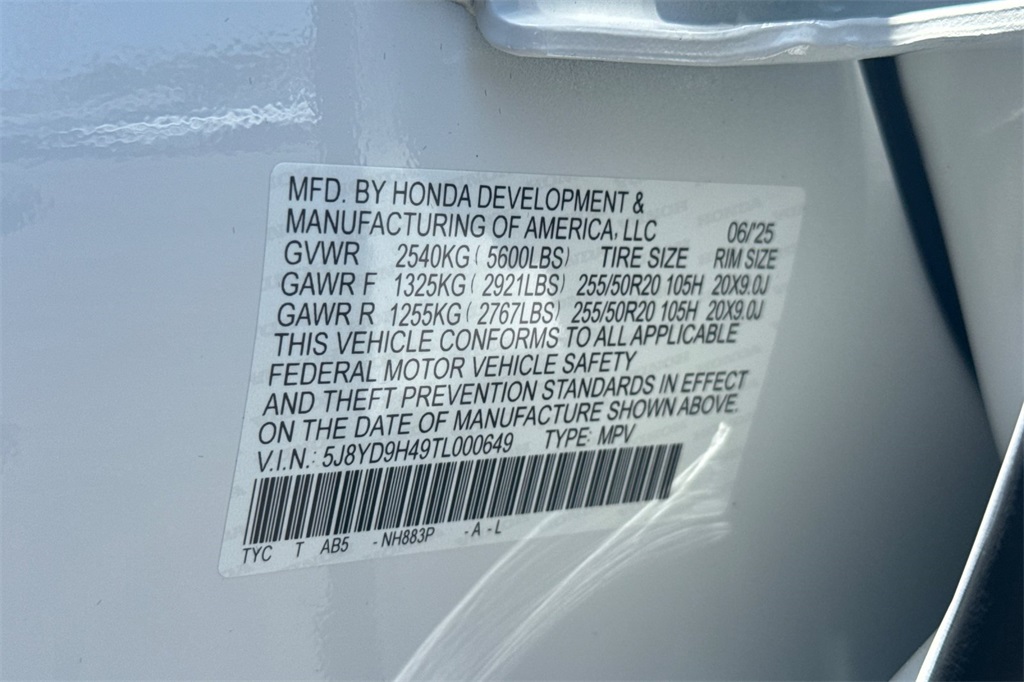 MFD. BY HONDA DEVELOPMENT &
MANUFACTURING OF AMERICA, LLC 06/'25
GVWR 2540KG ( 5600LBS) TIRE SIZE RIM SIZE
GAWR F 1325KG ( 2921LBS) 255/50R20 105H 20X9.0J
GAWR R 1255KG ( 2767LBS) 255/50R20 105H 20X9.0J
THIS VEHICLE CONFORMS TO ALL APPLICABLE
FEDERAL MOTOR VEHICLE SAFETY
AND THEFT PREVENTION STANDARDS IN EFFECT
ON THE DATE OF MANUFACTURE SHOWN ABOVE.
V.I.N.: 5J8YD9H49TL000649 TYPE: MPV
TYC T AB5 - NH883P - A - L